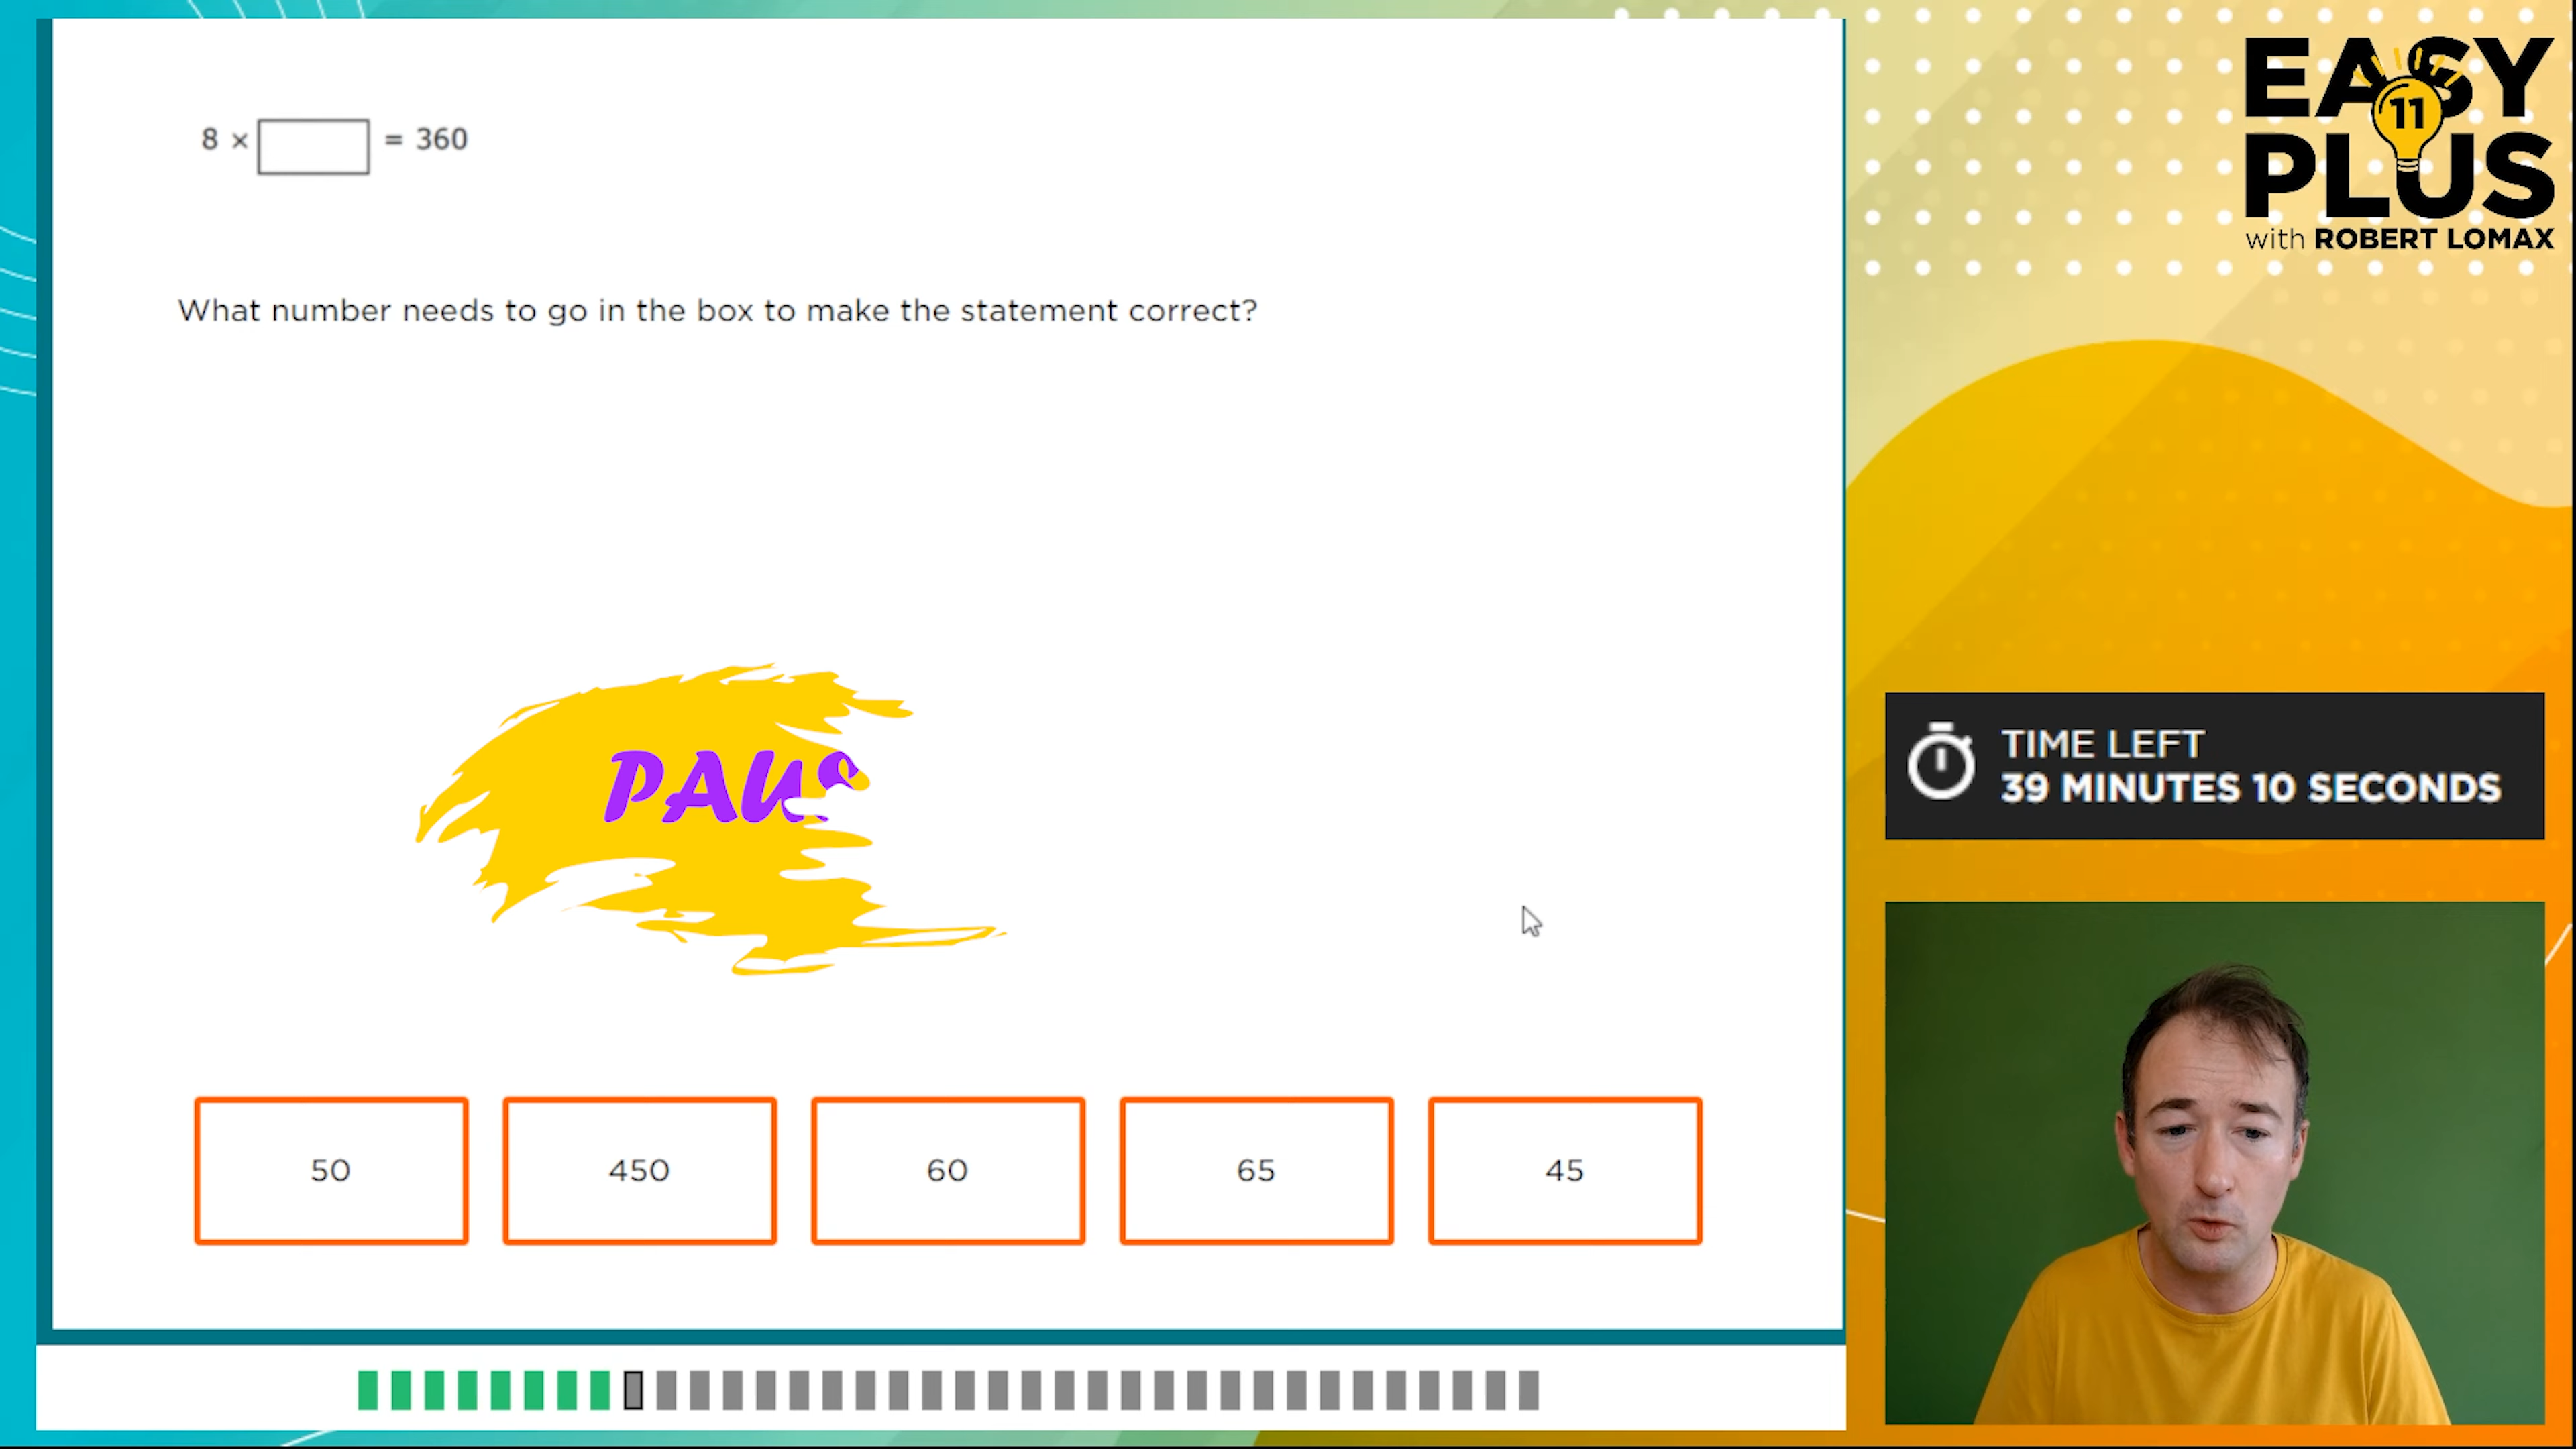 8 × = 360
What number needs to go in the box to make the statement correct?
50
450
60
65
45
EASY
11
PLUS
with ROBERT LOMAX
TIME LEFT
39 MINUTES 10 SECONDS